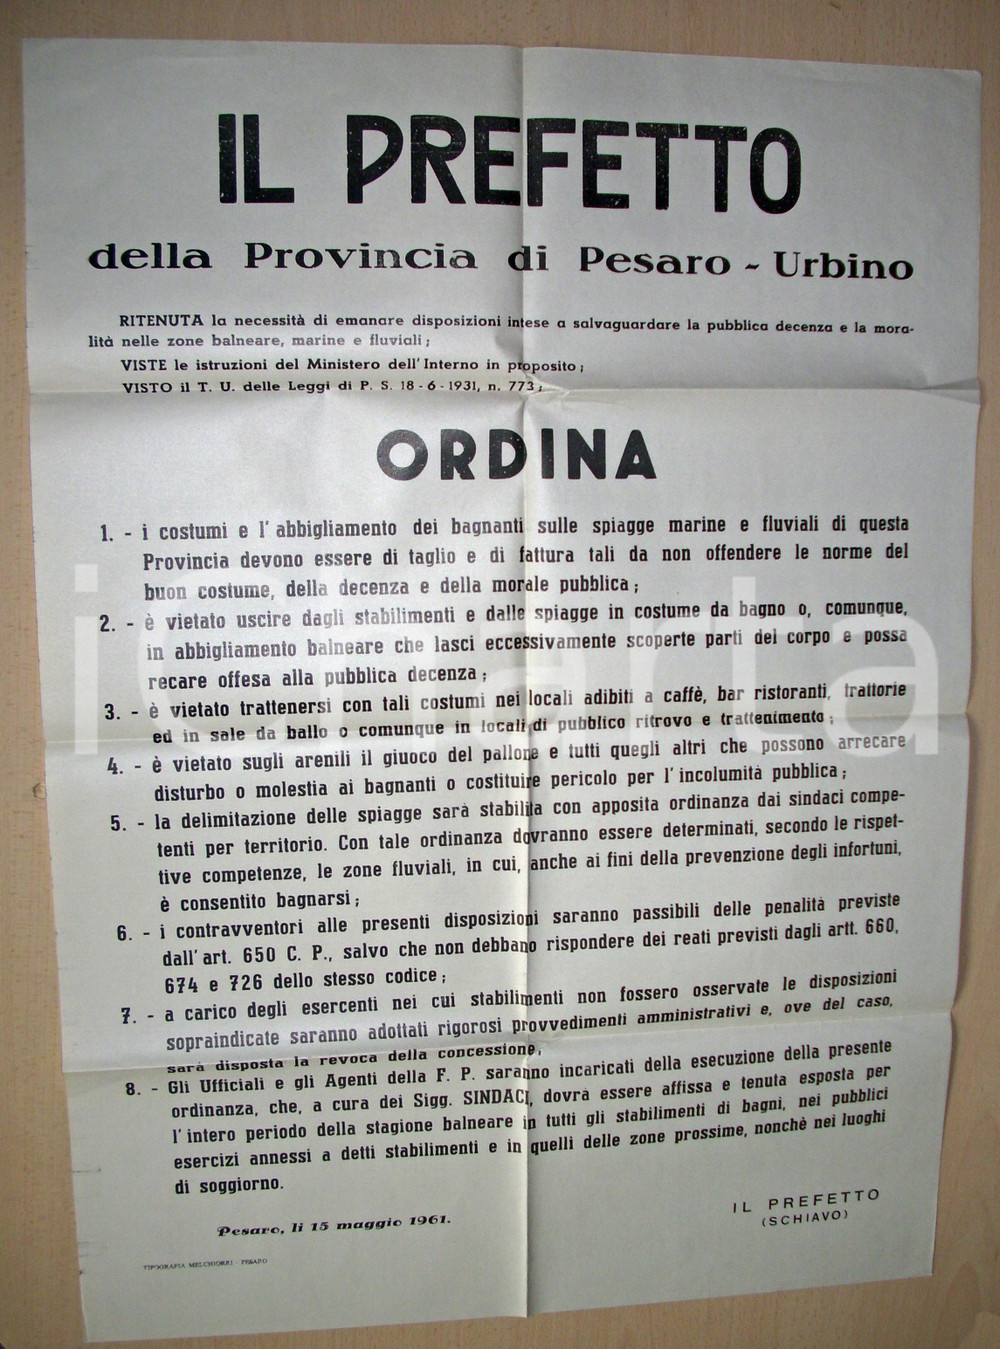 IL PREFETTO
della Provincia di Pesaro - Urbino
RITENUTA la necessità di emanare disposizioni intese a salvaguardare la pubblica decenza e la mora-
lità nelle zone balneare, marine e fluviali;
VISTE le istruzioni del Ministero dell'Interno in proposito;
VISTO il T. U. delle Leggi di P. S. 18-6-1931, n. 773;
ORDINA
1. - i costumi e l'abbigliamento dei bagnanti sulle spiagge marine e fluviali di questa
Provincia devono essere di taglio e di fattura tali da non offendere le norme del
buon costume, della decenza e della morale pubblica;
2. - è vietato uscire dagli stabilimenti e dalle spiagge in costume da bagno o, comunque,
in abbigliamento balneare che lasci eccessivamente scoperte parti del corpo e possa
recare offesa alla pubblica decenza;
3. - è vietato trattenersi con tali costumi nei locali adibiti a caffè, bar ristoranti, trattorie
ed in sale da ballo o comunque in locali di pubblico ritrovo e trattenimento;
4. - è vietato sugli arenili il giuoco del pallone e tutti quegli altri che possono arrecare
disturbo o molestia ai bagnanti o costituire pericolo per l'incolumità pubblica;
5. - la delimitazione delle spiagge sarà stabilita con apposita ordinanza dai sindaci compe-
tenti per territorio. Con tale ordinanza dovranno essere determinati, secondo le rispet-
tive competenze, le zone fluviali, in cui, anche ai fini della prevenzione degli infortuni,
è consentito bagnarsi;
6. - i contravventori alle presenti disposizioni saranno passibili delle penalità previste
dall'art. 650 C. P., salvo che non debbano rispondere dei reati previsti dagli artt. 660,
674 e 726 dello stesso codice;
7. - a carico degli esercenti nei cui stabilimenti non fossero osservate le disposizioni
sopraindicate saranno adottati rigorosi provvedimenti amministrativi e, ove del caso,
sarà disposta la revoca della concessione;
8. - Gli Ufficiali e gli Agenti della F. P. saranno incaricati della esecuzione della presente
ordinanza, che, a cura dei Sigg. SINDACI, dovrà essere affissa e tenuta esposta per
l'intero periodo della stagione balneare in tutti gli stabilimenti di bagni, nei pubblici
esercizi annessi a detti stabilimenti e in quelli delle zone prossime, nonchè nei luoghi
di soggiorno.
Pesaro, li 15 maggio 1961.
IL PREFETTO
(SCHIAVO)
TIPOGRAFIA MELCHIORRI - PESARO
iCharta